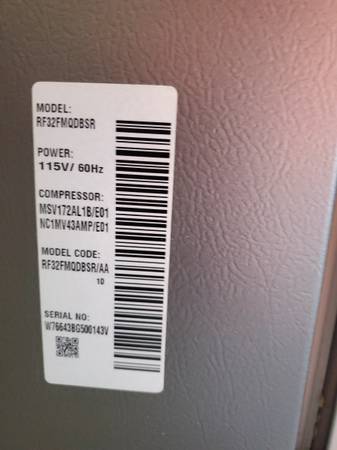 MODEL:
RF32FMQDBSR
POWER:
115V/ 60Hz
COMPRESSOR:
MSV172AL1B/E01
NC1MV43AMP/E01
MODEL CODE:
RF32FMQDBSR/AA
10
SERIAL NO:
W76643BG500143V